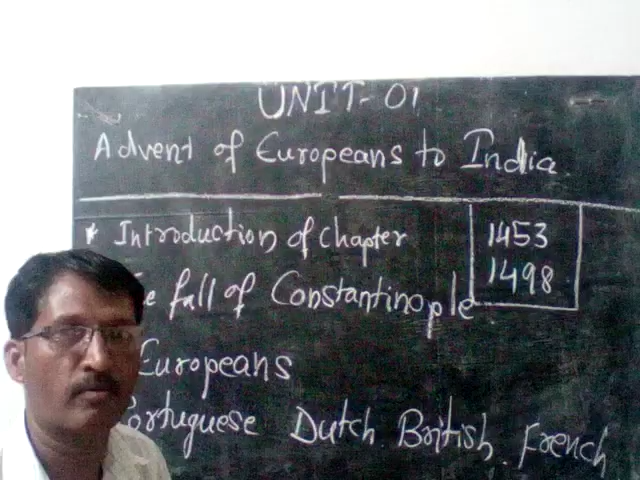 UNIT-01
Advent of Europeans to India
* Introduction of Chapter
1453
1498
fall of Constantinople
Europeans
Portuguese Dutch. British. French